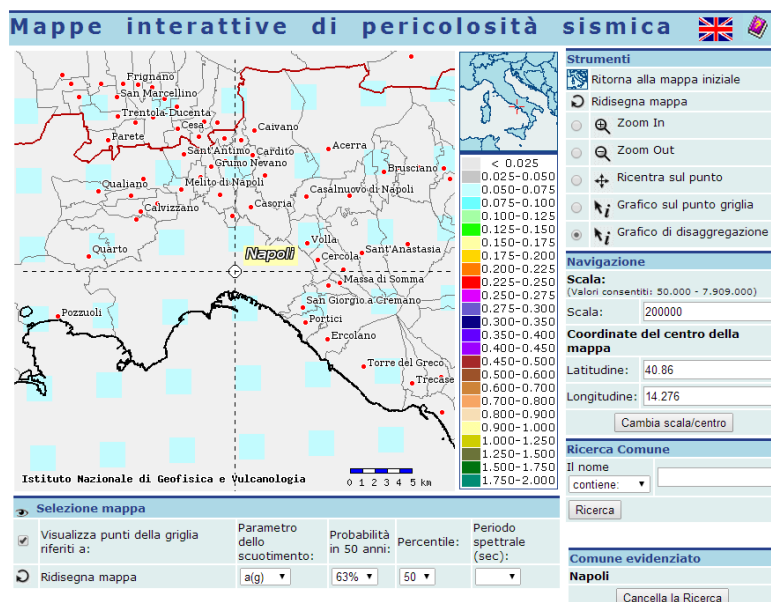 Mappe interattive di pericolosità sismica
Frignano
San Marcellino
Trentola-Ducenta
Cesa
Caivano
Parete
Sant'Antimo
Cardito
Acerra
Grumo Nevano
Brusciano
Qualiano
Melito di Napoli
Casalnuovo di Napoli
Calvizzano
Casoria
Volla
Quarto
Napoli
Cercola
Sant'Anastasia
Massa di Somma
San Giorgio a Cremano
Pozzuoli
Portici
Ercolano
Torre del Greco
Trecase
Istituto Nazionale di Geofisica e Vulcanologia
0 1 2 3 4 5 km
< 0.025
0.025-0.050
0.050-0.075
0.075-0.100
0.100-0.125
0.125-0.150
0.150-0.175
0.175-0.200
0.200-0.225
0.225-0.250
0.250-0.275
0.275-0.300
0.300-0.350
0.350-0.400
0.400-0.450
0.450-0.500
0.500-0.600
0.600-0.700
0.700-0.800
0.800-0.900
0.900-1.000
1.000-1.250
1.250-1.500
1.500-1.750
1.750-2.000
Strumenti
Ritorna alla mappa iniziale
Ridisegna mappa
Zoom In
Zoom Out
Ricentra sul punto
Grafico sul punto griglia
Grafico di disaggregazione
Navigazione
Scala:
(Valori consentiti: 50.000 - 7.909.000)
Scala: 200000
Coordinate del centro della
mappa
Latitudine: 40.86
Longitudine: 14.276
Cambia scala/centro
Ricerca Comune
Il nome
contiene:
Ricerca
Comune evidenziato
Napoli
Cancella la Ricerca
Selezione mappa
Visualizza punti della griglia
riferiti a:
Parametro
dello
scuotimento:
Probabilità
in 50 anni:
Percentile:
Periodo
spettrale
(sec):
Ridisegna mappa
a(g)
63%
50